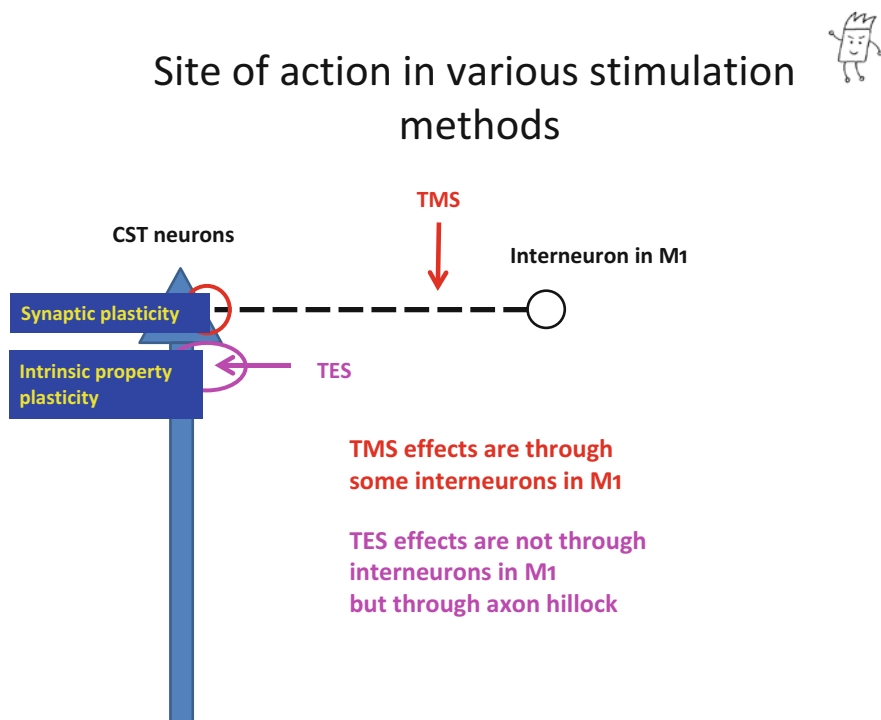 Site of action in various stimulation
methods
TMS
CST neurons
Interneuron in M1
Synaptic plasticity
Intrinsic property
plasticity
TES
TMS effects are through
some interneurons in M1
TES effects are not through
interneurons in M1
but through axon hillock